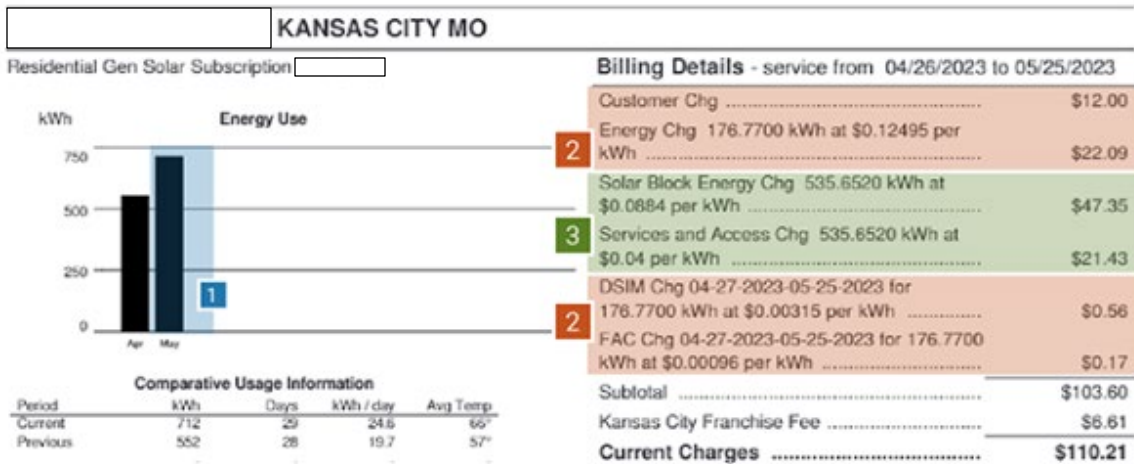 KANSAS CITY MO
Residential Gen Solar Subscription
kWh
Energy Use
750
500
250
0
Apr May
1
Comparative Usage Information
Period kWh Days kWh / day Avg Temp
Current 712 29 24.6 66°
Previous 552 28 19.7 57°
Billing Details - service from 04/26/2023 to 05/25/2023
Customer Chg .......... $12.00
2
Energy Chg 176.7700 kWh at $0.12495 per
kWh .......... $22.09
Solar Block Energy Chg 535.6520 kWh at
$0.0884 per kWh .......... $47.35
3
Services and Access Chg 535.6520 kWh at
$0.04 per kWh .......... $21.43
DSIM Chg 04-27-2023-05-25-2023 for
176.7700 kWh at $0.00315 per kWh .......... $0.56
2
FAC Chg 04-27-2023-05-25-2023 for 176.7700
kWh at $0.00096 per kWh .......... $0.17
Subtotal .......... $103.60
Kansas City Franchise Fee .......... $6.61
Current Charges .......... $110.21